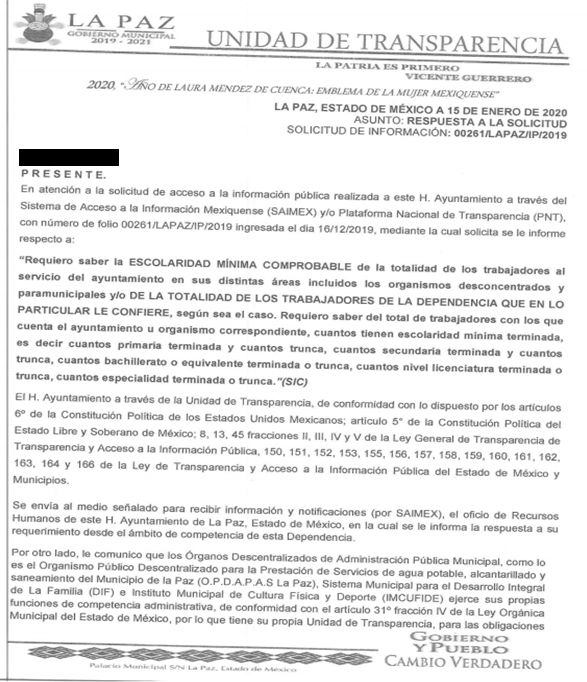 LA PAZ
GOBIERNO MUNICIPAL
2019 - 2021
UNIDAD DE TRANSPARENCIA
LA PATRIA ES PRIMERO
VICENTE GUERRERO
2020, “AÑO DE LAURA MENDEZ DE CUENCA: EMBLEMA DE LA MUJER MEXIQUENSE”
LA PAZ, ESTADO DE MÉXICO A 15 DE ENERO DE 2020
ASUNTO: RESPUESTA A LA SOLICITUD
SOLICITUD DE INFORMACIÓN: 00261/LAPAZ/IP/2019
P R E S E N T E.
En atención a la solicitud de acceso a la información pública realizada a este H. Ayuntamiento a través del
Sistema de Acceso a la Información Mexiquense (SAIMEX) y/o Plataforma Nacional de Transparencia (PNT),
con número de folio 00261/LAPAZ/IP/2019 ingresada el dia 16/12/2019, mediante la cual solicita se le informe
respecto a:
“Requiero saber la ESCOLARIDAD MÍNIMA COMPROBABLE de la totalidad de los trabajadores al
servicio del ayuntamiento en sus distintas áreas incluidos los organismos desconcentrados y
paramunicipales y/o DE LA TOTALIDAD DE LOS TRABAJADORES DE LA DEPENDENCIA QUE EN LO
PARTICULAR LE CONFIERE, según sea el caso. Requiero saber del total de trabajadores con los que
cuenta el ayuntamiento u organismo correspondiente, cuantos tienen escolaridad mínima terminada,
es decir cuantos primaria terminada y cuantos trunca, cuantos secundaria terminada y cuantos
trunca, cuantos bachillerato o equivalente terminada o trunca, cuantos nivel licenciatura terminada o
trunca, cuantos especialidad terminada o trunca.”(SIC)
El H. Ayuntamiento a través de la Unidad de Transparencia, de conformidad con lo dispuesto por los artículos
6º de la Constitución Política de los Estados Unidos Mexicanos; artículo 5° de la Constitución Política del
Estado Libre y Soberano de México; 8, 13, 45 fracciones II, III, IV y V de la Ley General de Transparencia de
Transparencia y Acceso a la Información Pública, 150, 151, 152, 153, 155, 156, 157, 158, 159, 160, 161, 162,
163, 164 y 166 de la Ley de Transparencia y Acceso a la Información Pública del Estado de México y
Municipios.
Se envía al medio señalado para recibir información y notificaciones (por SAIMEX), el oficio de Recursos
Humanos de este H. Ayuntamiento de La Paz, Estado de México, en la cual se le informa la respuesta a su
requerimiento desde el ámbito de competencia de esta Dependencia.
Por otro lado, le comunico que los Órganos Descentralizados de Administración Pública Municipal, como lo
es el Organismo Público Descentralizado para la Prestación de Servicios de agua potable, alcantarillado y
saneamiento del Municipio de la Paz (O.P.D.A.P.A.S La Paz), Sistema Municipal para el Desarrollo Integral
de La Familia (DIF) e Instituto Municipal de Cultura Física y Deporte (IMCUFIDE) ejerce sus propias
funciones de competencia administrativa, de conformidad con el artículo 31º fracción IV de la Ley Orgánica
Municipal del Estado de México, por lo que tiene su propia Unidad de Transparencia, para las obligaciones
GOBIERNO
Y PUEBLO
CAMBIO VERDADERO
Palacio Municipal S/N La Paz, Estado de México